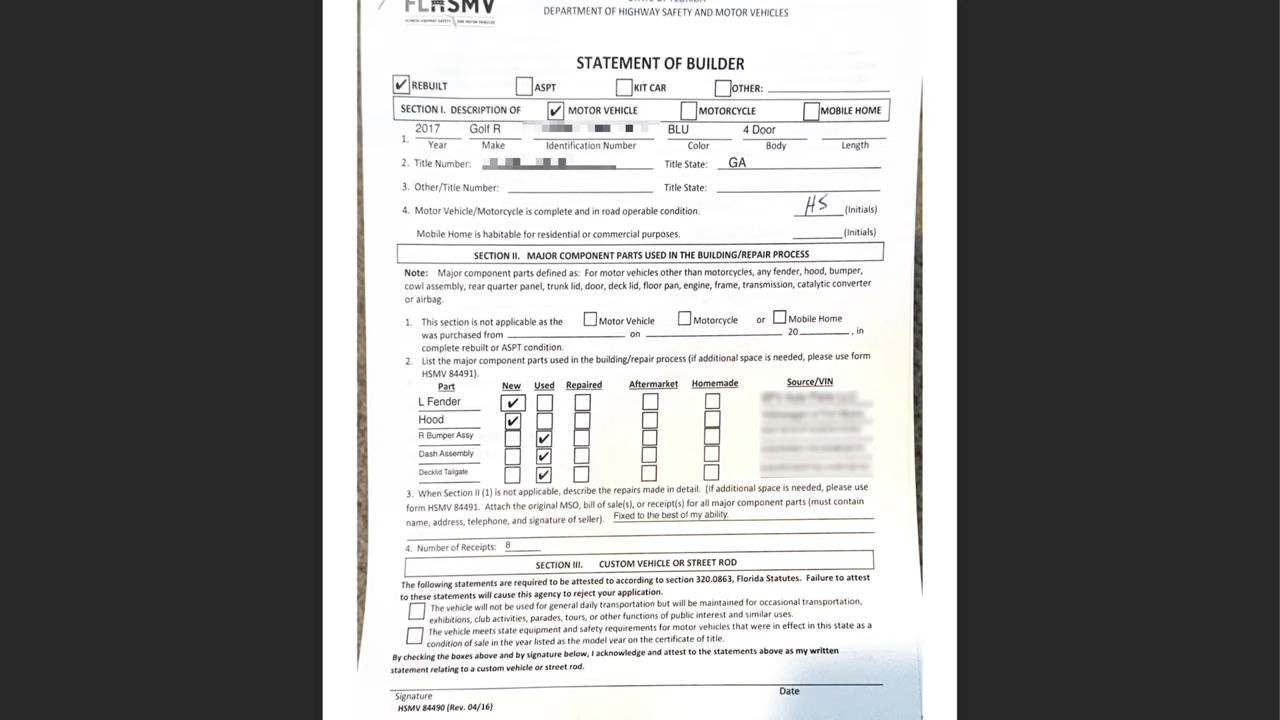 FLHSMV
FLORIDA HIGHWAY SAFETY AND MOTOR VEHICLES
DEPARTMENT OF HIGHWAY SAFETY AND MOTOR VEHICLES
STATEMENT OF BUILDER
REBUILT ASPT KIT CAR OTHER:
SECTION I. DESCRIPTION OF MOTOR VEHICLE MOTORCYCLE MOBILE HOME
1. 2017 Golf R BLU 4 Door
Year Make Identification Number Color Body Length
2. Title Number: Title State: GA
3. Other/Title Number: Title State:
4. Motor Vehicle/Motorcycle is complete and in road operable condition. HS (Initials)
Mobile Home is habitable for residential or commercial purposes. (Initials)
SECTION II. MAJOR COMPONENT PARTS USED IN THE BUILDING/REPAIR PROCESS
Note: Major component parts defined as: For motor vehicles other than motorcycles, any fender, hood, bumper,
cowl assembly, rear quarter panel, trunk lid, door, deck lid, floor pan, engine, frame, transmission, catalytic converter
or airbag.
1. This section is not applicable as the Motor Vehicle Motorcycle or Mobile Home
was purchased from on 20 , in
complete rebuilt or ASPT condition.
2. List the major component parts used in the building/repair process (if additional space is needed, please use form
HSMV 84491).
Part New Used Repaired Aftermarket Homemade Source/VIN
L Fender
Hood
R Bumper Assy
Dash Assembly
Decklid Tailgate
3. When Section II (1) is not applicable, describe the repairs made in detail. (If additional space is needed, please use
form HSMV 84491. Attach the original MSO, bill of sale(s), or receipt(s) for all major component parts (must contain
name, address, telephone, and signature of seller). Fixed to the best of my ability.
4. Number of Receipts: 8
SECTION III. CUSTOM VEHICLE OR STREET ROD
The following statements are required to be attested to according to section 320.0863, Florida Statutes. Failure to attest
to these statements will cause this agency to reject your application.
The vehicle will not be used for general daily transportation but will be maintained for occasional transportation,
exhibitions, club activities, parades, tours, or other functions of public interest and similar uses.
The vehicle meets state equipment and safety requirements for motor vehicles that were in effect in this state as a
condition of sale in the year listed as the model year on the certificate of title.
By checking the boxes above and by signature below, I acknowledge and attest to the statements above as my written
statement relating to a custom vehicle or street rod.
Signature Date
HSMV 84490 (Rev. 04/16)